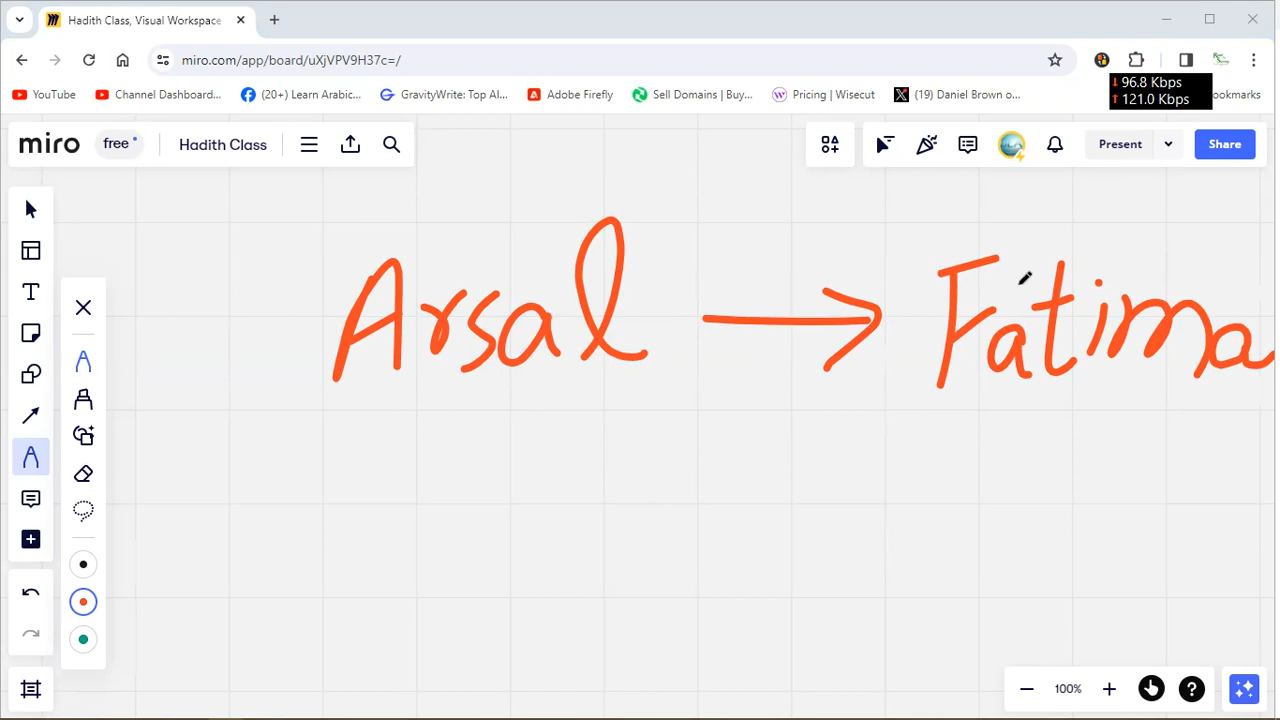 Hadith Class, Visual Workspace
miro.com/app/board/uXjVPV9H37c=/
YouTube Channel Dashboard... (20+) Learn Arabic... GravityWrite - AI... Adobe Firefly Sell Domains | Buy... Pricing | Wisecut (19) Daniel Brown o... ookmarks
96.8 Kbps
121.0 Kbps
miro free Hadith Class Present Share
Arsal → Fatima
100%